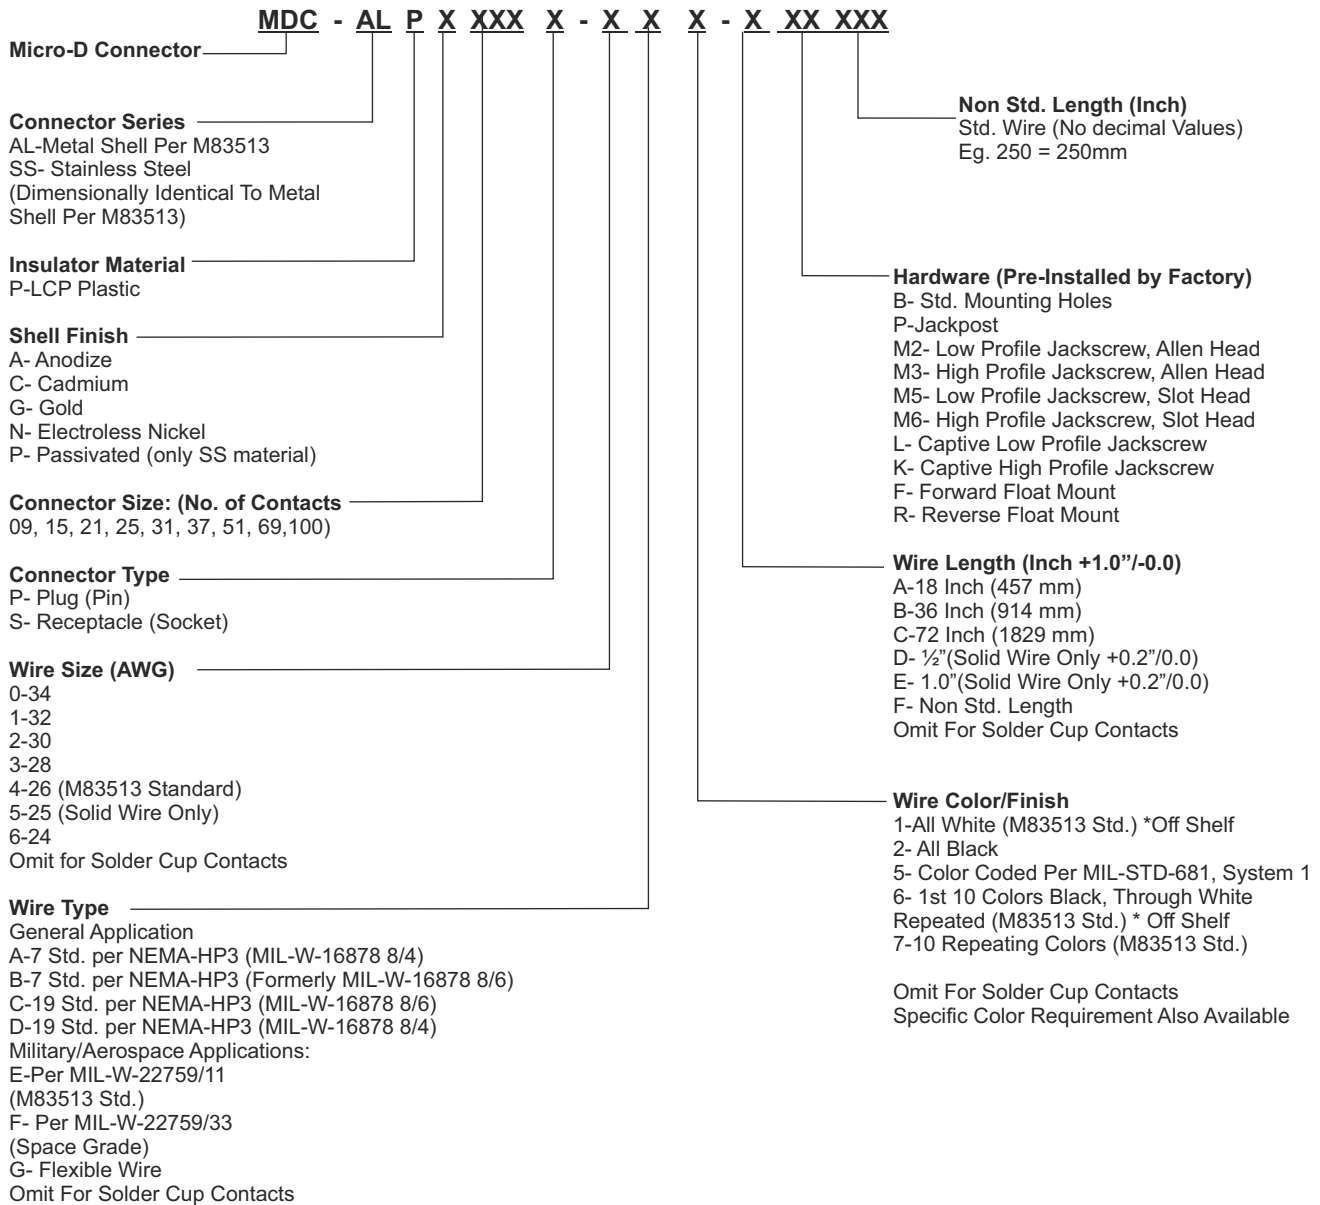 MDC - AL P X XXX X - X X X - X XX XXX
Micro-D Connector
Connector Series
AL-Metal Shell Per M83513
SS- Stainless Steel
(Dimensionally Identical To Metal
Shell Per M83513)
Insulator Material
P-LCP Plastic
Shell Finish
A- Anodize
C- Cadmium
G- Gold
N- Electroless Nickel
P- Passivated (only SS material)
Connector Size: (No. of Contacts
09, 15, 21, 25, 31, 37, 51, 69,100)
Connector Type
P- Plug (Pin)
S- Receptacle (Socket)
Wire Size (AWG)
0-34
1-32
2-30
3-28
4-26 (M83513 Standard)
5-25 (Solid Wire Only)
6-24
Omit for Solder Cup Contacts
Wire Type
General Application
A-7 Std. per NEMA-HP3 (MIL-W-16878 8/4)
B-7 Std. per NEMA-HP3 (Formerly MIL-W-16878 8/6)
C-19 Std. per NEMA-HP3 (MIL-W-16878 8/6)
D-19 Std. per NEMA-HP3 (MIL-W-16878 8/4)
Military/Aerospace Applications:
E-Per MIL-W-22759/11
(M83513 Std.)
F- Per MIL-W-22759/33
(Space Grade)
G- Flexible Wire
Omit For Solder Cup Contacts
Non Std. Length (Inch)
Std. Wire (No decimal Values)
Eg. 250 = 250mm
Hardware (Pre-Installed by Factory)
B- Std. Mounting Holes
P-Jackpost
M2- Low Profile Jackscrew, Allen Head
M3- High Profile Jackscrew, Allen Head
M5- Low Profile Jackscrew, Slot Head
M6- High Profile Jackscrew, Slot Head
L- Captive Low Profile Jackscrew
K- Captive High Profile Jackscrew
F- Forward Float Mount
R- Reverse Float Mount
Wire Length (Inch +1.0”/-0.0)
A-18 Inch (457 mm)
B-36 Inch (914 mm)
C-72 Inch (1829 mm)
D- ½”(Solid Wire Only +0.2”/0.0)
E- 1.0”(Solid Wire Only +0.2”/0.0)
F- Non Std. Length
Omit For Solder Cup Contacts
Wire Color/Finish
1-All White (M83513 Std.) *Off Shelf
2- All Black
5- Color Coded Per MIL-STD-681, System 1
6- 1st 10 Colors Black, Through White
Repeated (M83513 Std.) * Off Shelf
7-10 Repeating Colors (M83513 Std.)
Omit For Solder Cup Contacts
Specific Color Requirement Also Available